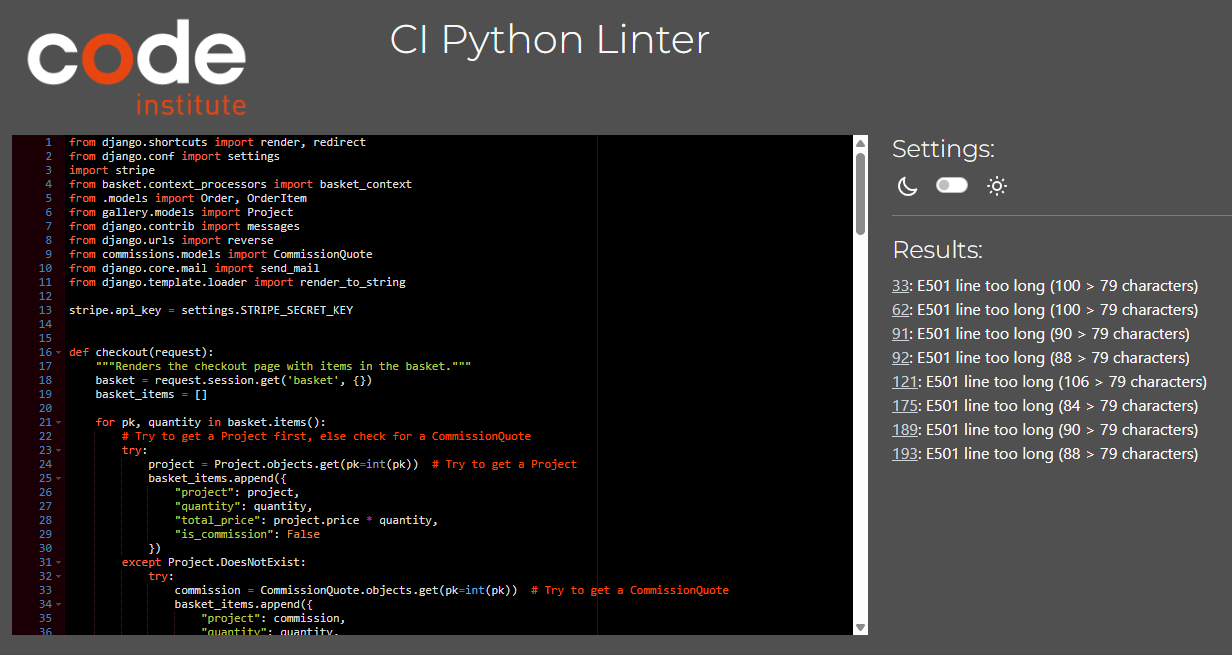 code
institute
CI Python Linter
1 from django.shortcuts import render, redirect
2 from django.conf import settings
3 import stripe
4 from basket.context_processors import basket_context
5 from .models import Order, OrderItem
6 from gallery.models import Project
7 from django.contrib import messages
8 from django.urls import reverse
9 from commissions.models import CommissionQuote
10 from django.core.mail import send_mail
11 from django.template.loader import render_to_string
12
13 stripe.api_key = settings.STRIPE_SECRET_KEY
14
15
16 def checkout(request):
17     """Renders the checkout page with items in the basket."""
18     basket = request.session.get('basket', {})
19     basket_items = []
20
21     for pk, quantity in basket.items():
22         # Try to get a Project first, else check for a CommissionQuote
23         try:
24             project = Project.objects.get(pk=int(pk))  # Try to get a Project
25             basket_items.append({
26                 "project": project,
27                 "quantity": quantity,
28                 "total_price": project.price * quantity,
29                 "is_commission": False
30             })
31         except Project.DoesNotExist:
32             try:
33                 commission = CommissionQuote.objects.get(pk=int(pk))  # Try to get a CommissionQuote
34                 basket_items.append({
35                     "project": commission,
36                     "quantity": quantity,
Settings:
Results:
33: E501 line too long (100 > 79 characters)
62: E501 line too long (100 > 79 characters)
91: E501 line too long (90 > 79 characters)
92: E501 line too long (88 > 79 characters)
121: E501 line too long (106 > 79 characters)
175: E501 line too long (84 > 79 characters)
189: E501 line too long (90 > 79 characters)
193: E501 line too long (88 > 79 characters)